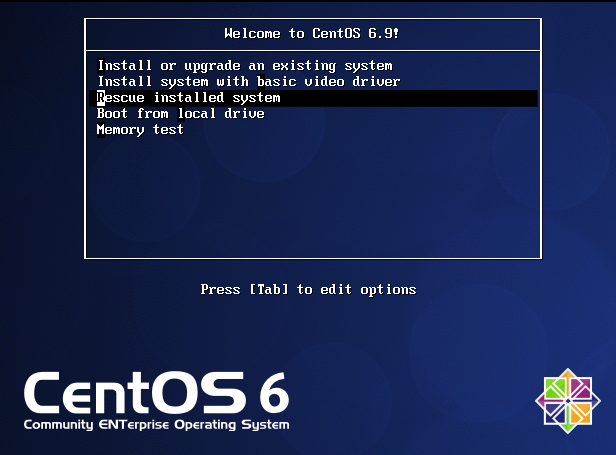 Welcome to CentOS 6.9!
Install or upgrade an existing system
Install system with basic video driver
Rescue installed system
Boot from local drive
Memory test
Press [Tab] to edit options
CentOS 6
Community ENTerprise Operating System